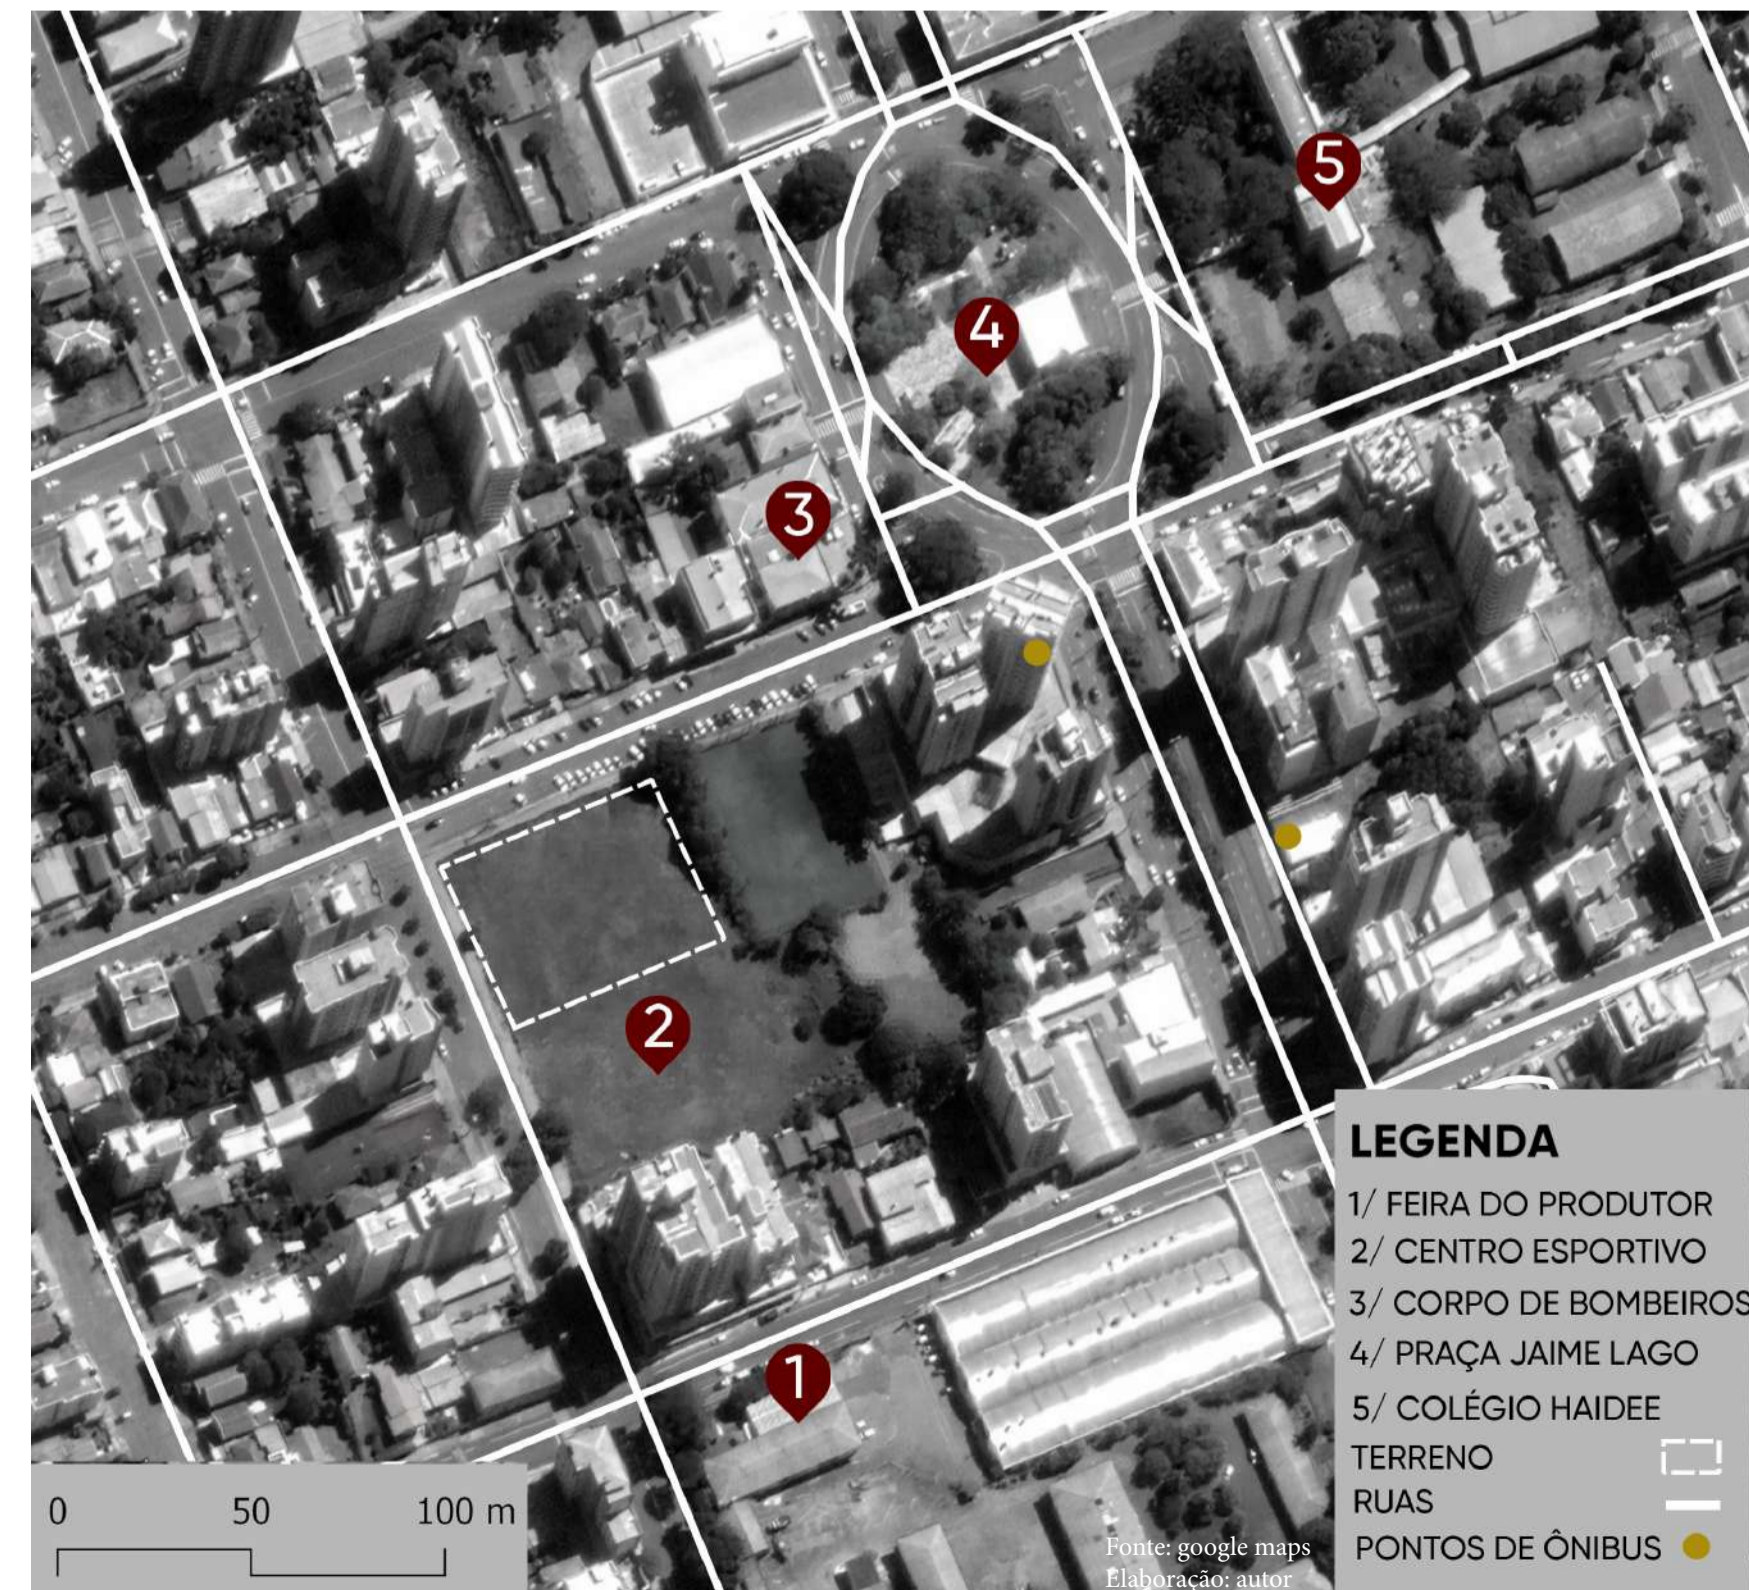 5
4
3
2
1
LEGENDA
1/ FEIRA DO PRODUTOR
2/ CENTRO ESPORTIVO
3/ CORPO DE BOMBEIROS
4/ PRAÇA JAIME LAGO
5/ COLÉGIO HAIDEE
TERRENO
RUAS
PONTOS DE ÔNIBUS
0 50 100 m
Fonte: google maps
Elaboração: autor